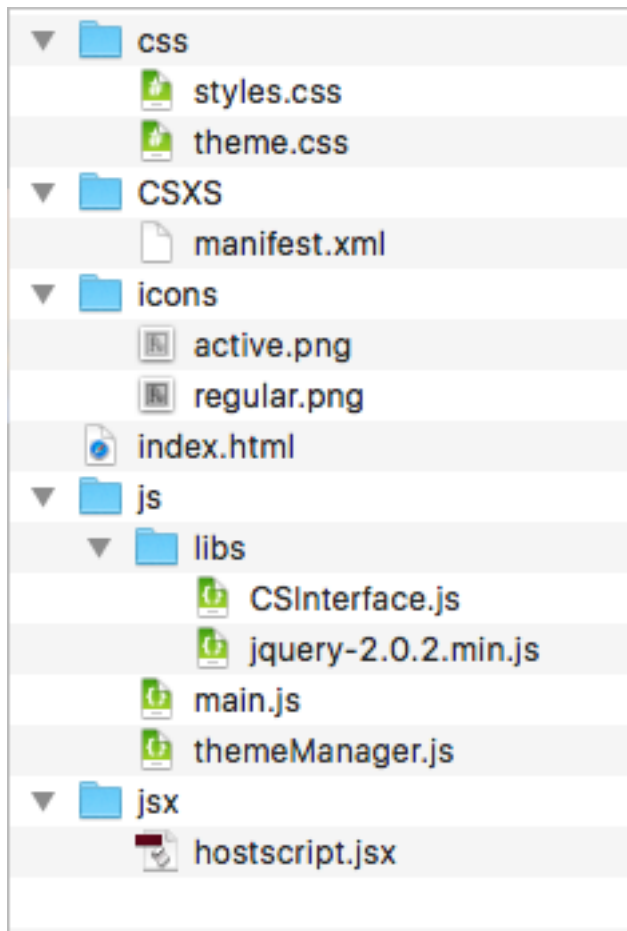 css
styles.css
theme.css
CSXS
manifest.xml
icons
active.png
regular.png
index.html
js
libs
CSInterface.js
jquery-2.0.2.min.js
main.js
themeManager.js
jsx
hostscript.jsx